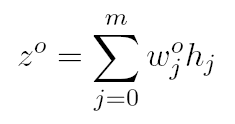 z^o = \sum_{j=0}^{m} w_j^o h_j